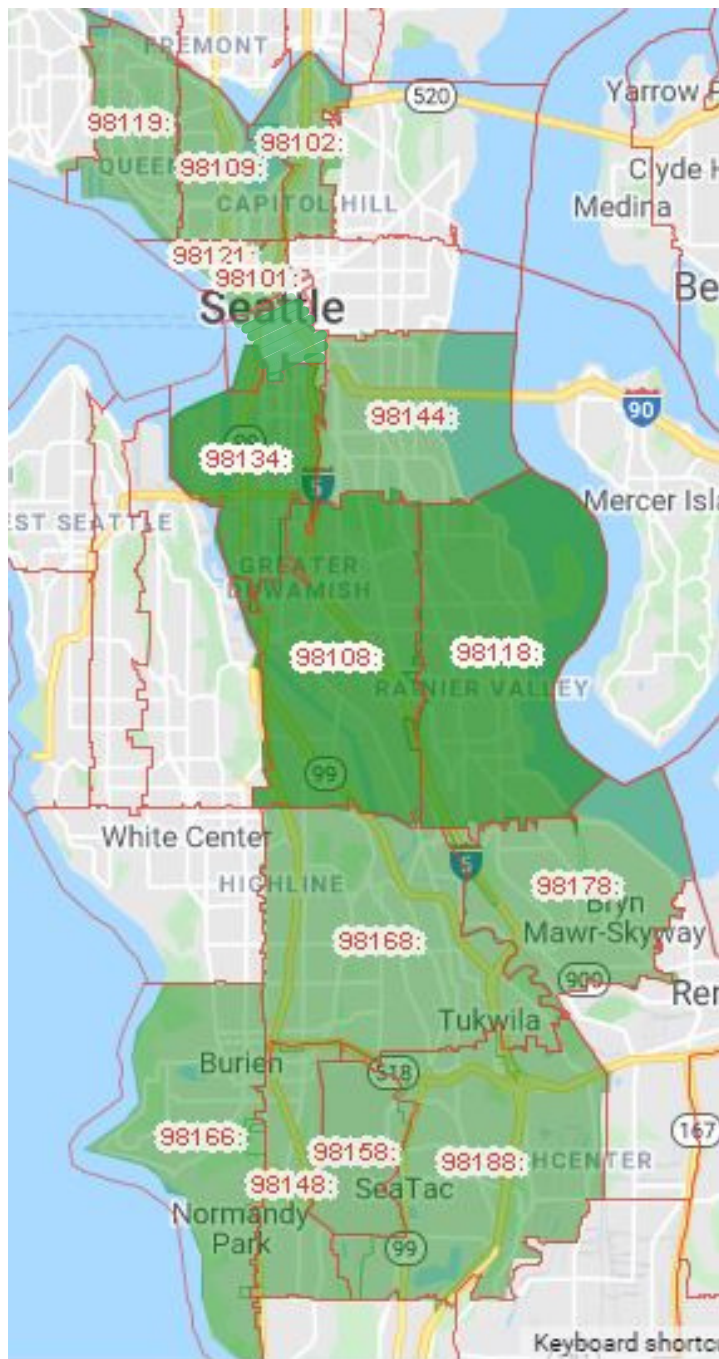 FREMONT
520
Yarrow P
98119:
98102:
QUEE
98109:
Clyde H
CAPITOL HILL
Medina
98121:
98101:
Be
Seattle
90
98144:
99
98134:
5
Mercer Isla
EST SEATTLE
GREATER
DUWAMISH
98108:
98118:
RAINIER VALLEY
99
White Center
5
HIGHLINE
98178:
Bryn
Mawr-Skyway
98168:
900
Ren
Tukwila
Burien
518
167
98166:
98158:
98188:
HCENTER
98148:
SeaTac
Normandy
Park
99
Keyboard shortc